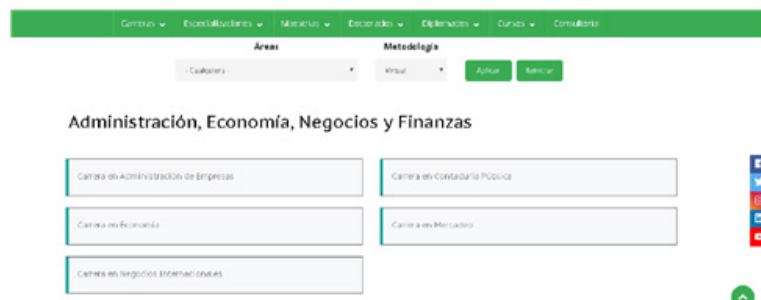 Carreras Especializaciones Maestrías Doctorados Diplomados Cursos Consultoría
Áreas Metodología
- Cualquiera - Virtual Aplicar Reiniciar
Administración, Economía, Negocios y Finanzas
Carrera en Administración de Empresas
Carrera en Contaduría Pública
Carrera en Economía
Carrera en Mercadeo
Carrera en Negocios Internacionales